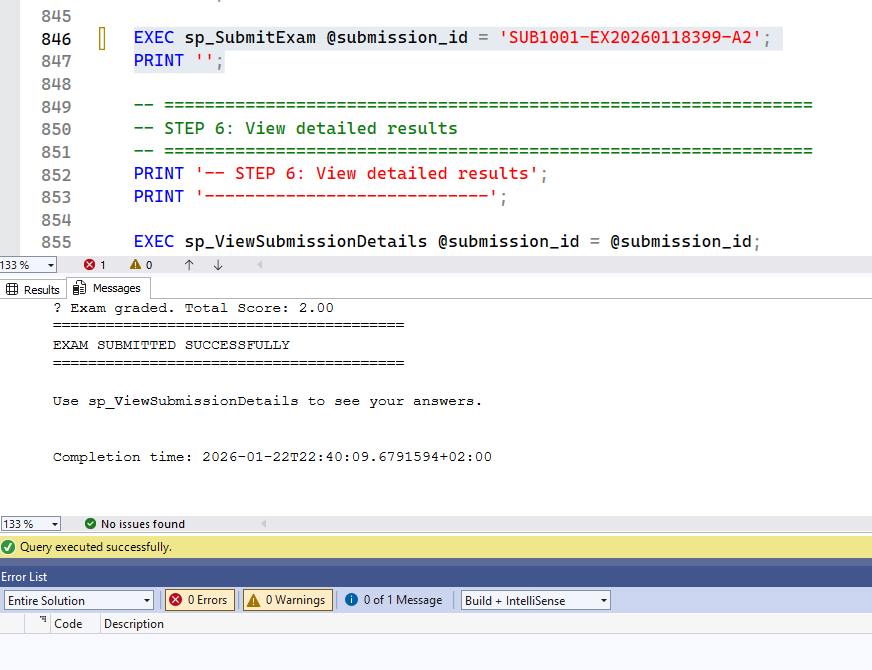 845
846 EXEC sp_SubmitExam @submission_id = 'SUB1001-EX20260118399-A2';
847 PRINT '';
848
849 -- ================================================================
850 -- STEP 6: View detailed results
851 -- ================================================================
852 PRINT '-- STEP 6: View detailed results';
853 PRINT '----------------------------';
854
855 EXEC sp_ViewSubmissionDetails @submission_id = @submission_id;
133 % 1 0
Results Messages
? Exam graded. Total Score: 2.00
========================================
EXAM SUBMITTED SUCCESSFULLY
========================================
Use sp_ViewSubmissionDetails to see your answers.
Completion time: 2026-01-22T22:40:09.6791594+02:00
133 % No issues found
Query executed successfully.
Error List
Entire Solution 0 Errors 0 Warnings 0 of 1 Message Build + IntelliSense
Code Description